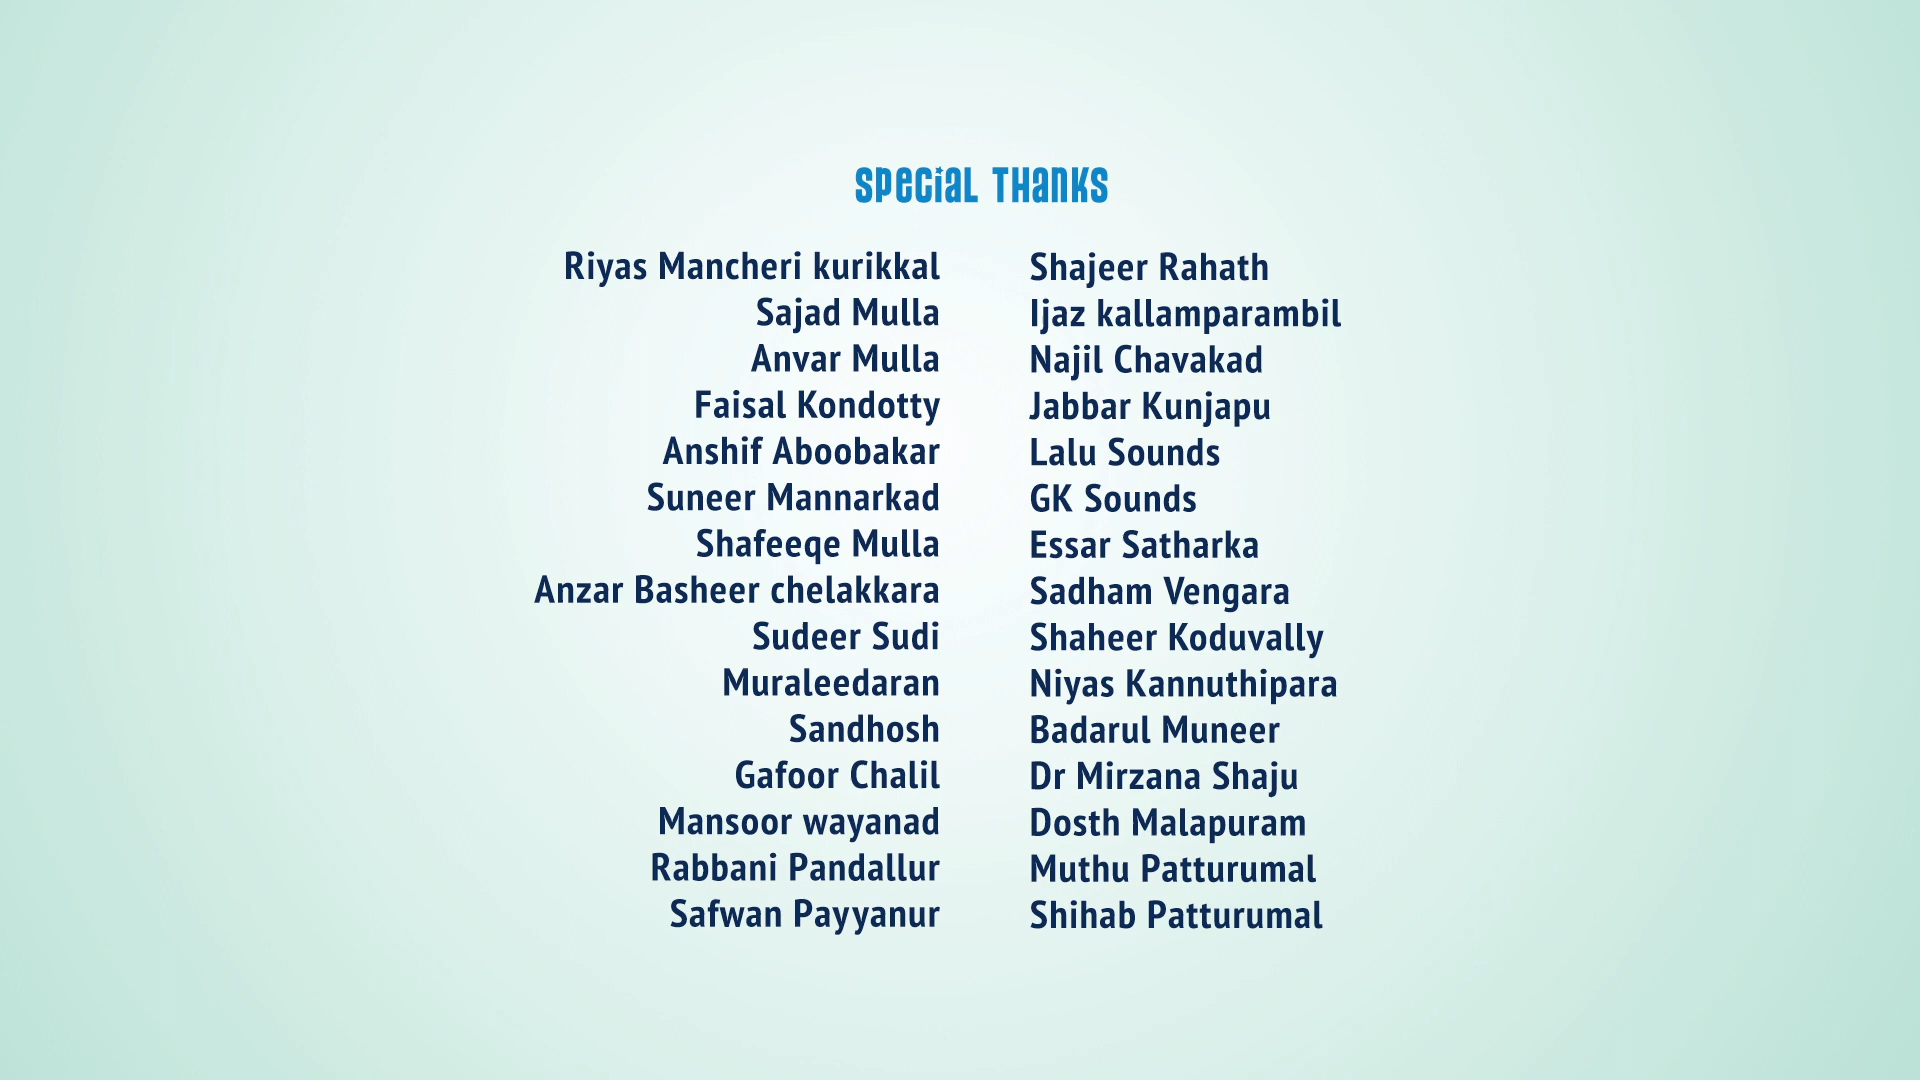 Special Thanks
Riyas Mancheri kurikkal
Sajad Mulla
Anvar Mulla
Faisal Kondotty
Anshif Aboobakar
Suneer Mannarkad
Shafeeqe Mulla
Anzar Basheer chelakkara
Sudeer Sudi
Muraleedaran
Sandhosh
Gafoor Chalil
Mansoor wayanad
Rabbani Pandallur
Safwan Payyanur
Shajeer Rahath
Ijaz kallamparambil
Najil Chavakad
Jabbar Kunjapu
Lalu Sounds
GK Sounds
Essar Satharka
Sadham Vengara
Shaheer Koduvally
Niyas Kannuthipara
Badarul Muneer
Dr Mirzana Shaju
Dosth Malapuram
Muthu Patturumal
Shihab Patturumal